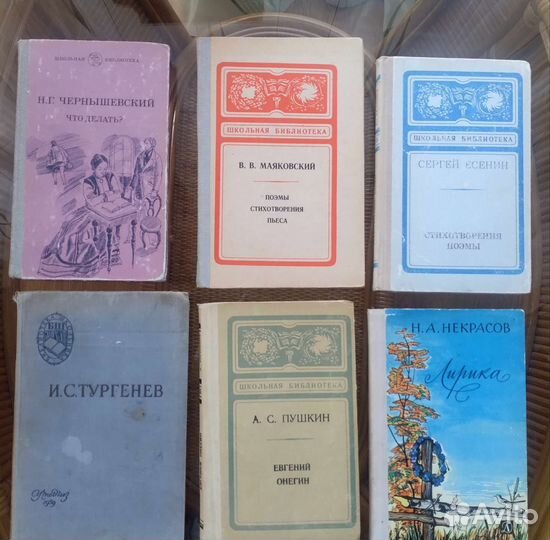 ШКОЛЬНАЯ БИБЛИОТЕКА
Н.Г. ЧЕРНЫШЕВСКИЙ
ЧТО ДЕЛАТЬ?
ШКОЛЬНАЯ БИБЛИОТЕКА
В. В. МАЯКОВСКИЙ
ПОЭМЫ
СТИХОТВОРЕНИЯ
ПЬЕСА
ШКОЛЬНАЯ БИБЛИОТЕКА
СЕРГЕЙ ЕСЕНИН
СТИХОТВОРЕНИЯ
ПОЭМЫ
И.С.ТУРГЕНЕВ
ШКОЛЬНАЯ БИБЛИОТЕКА
А. С. ПУШКИН
ЕВГЕНИЙ
ОНЕГИН
Н.А.НЕКРАСОВ
Лирика
Avito